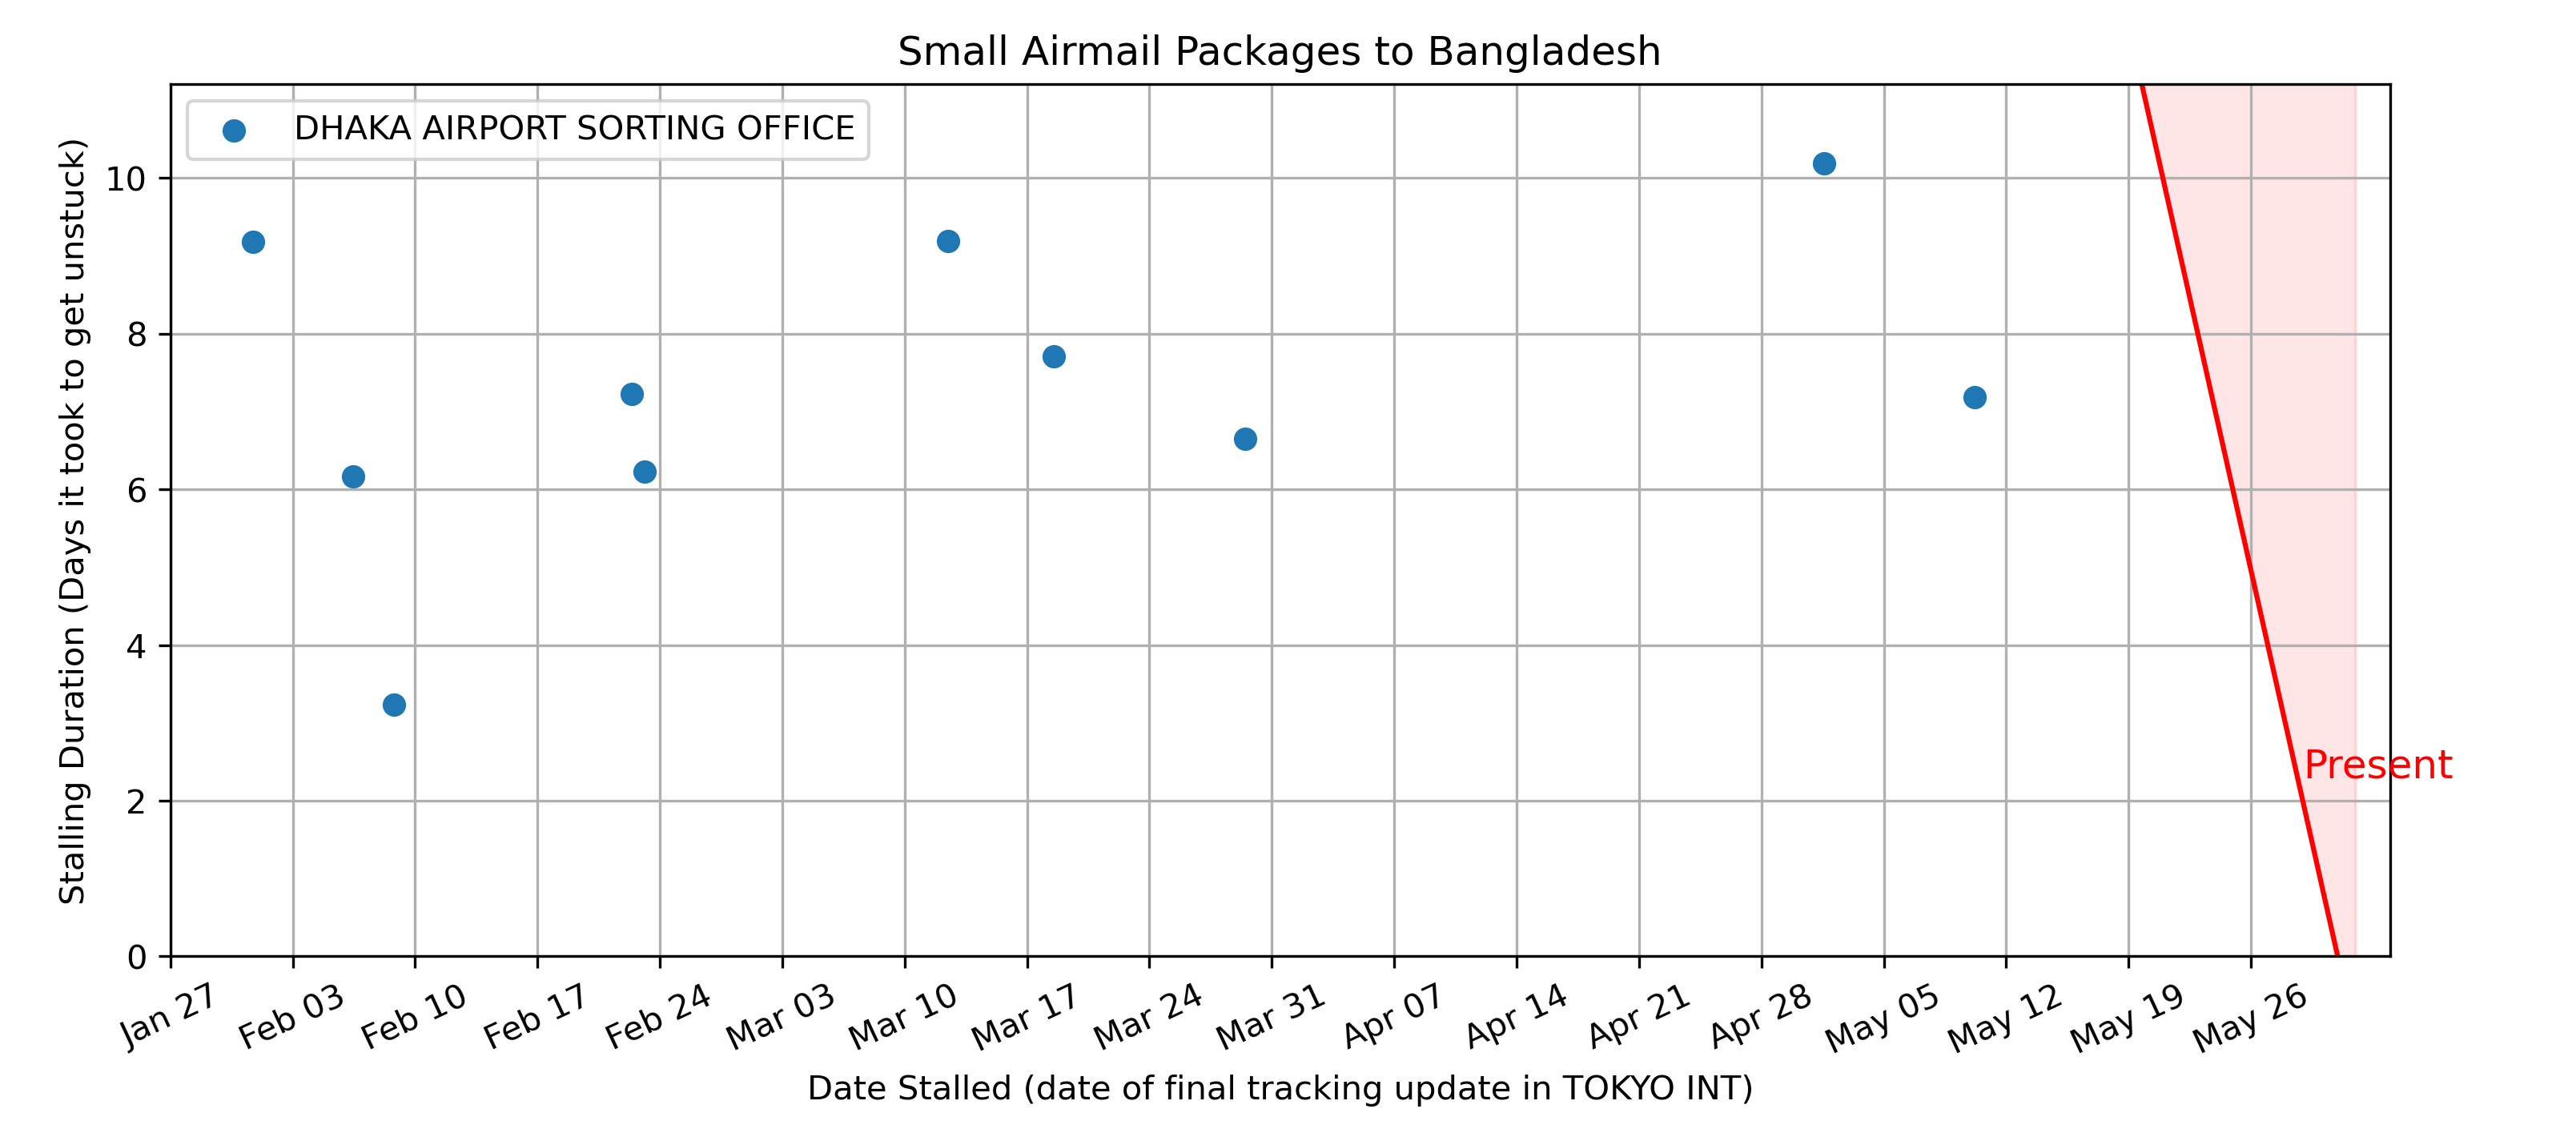 Small Airmail Packages to Bangladesh
DHAKA AIRPORT SORTING OFFICE
Stalling Duration (Days it took to get unstuck)
10
8
6
4
2
0
Present
Jan 27
Feb 03
Feb 10
Feb 17
Feb 24
Mar 03
Mar 10
Mar 17
Mar 24
Mar 31
Apr 07
Apr 14
Apr 21
Apr 28
May 05
May 12
May 19
May 26
Date Stalled (date of final tracking update in TOKYO INT)